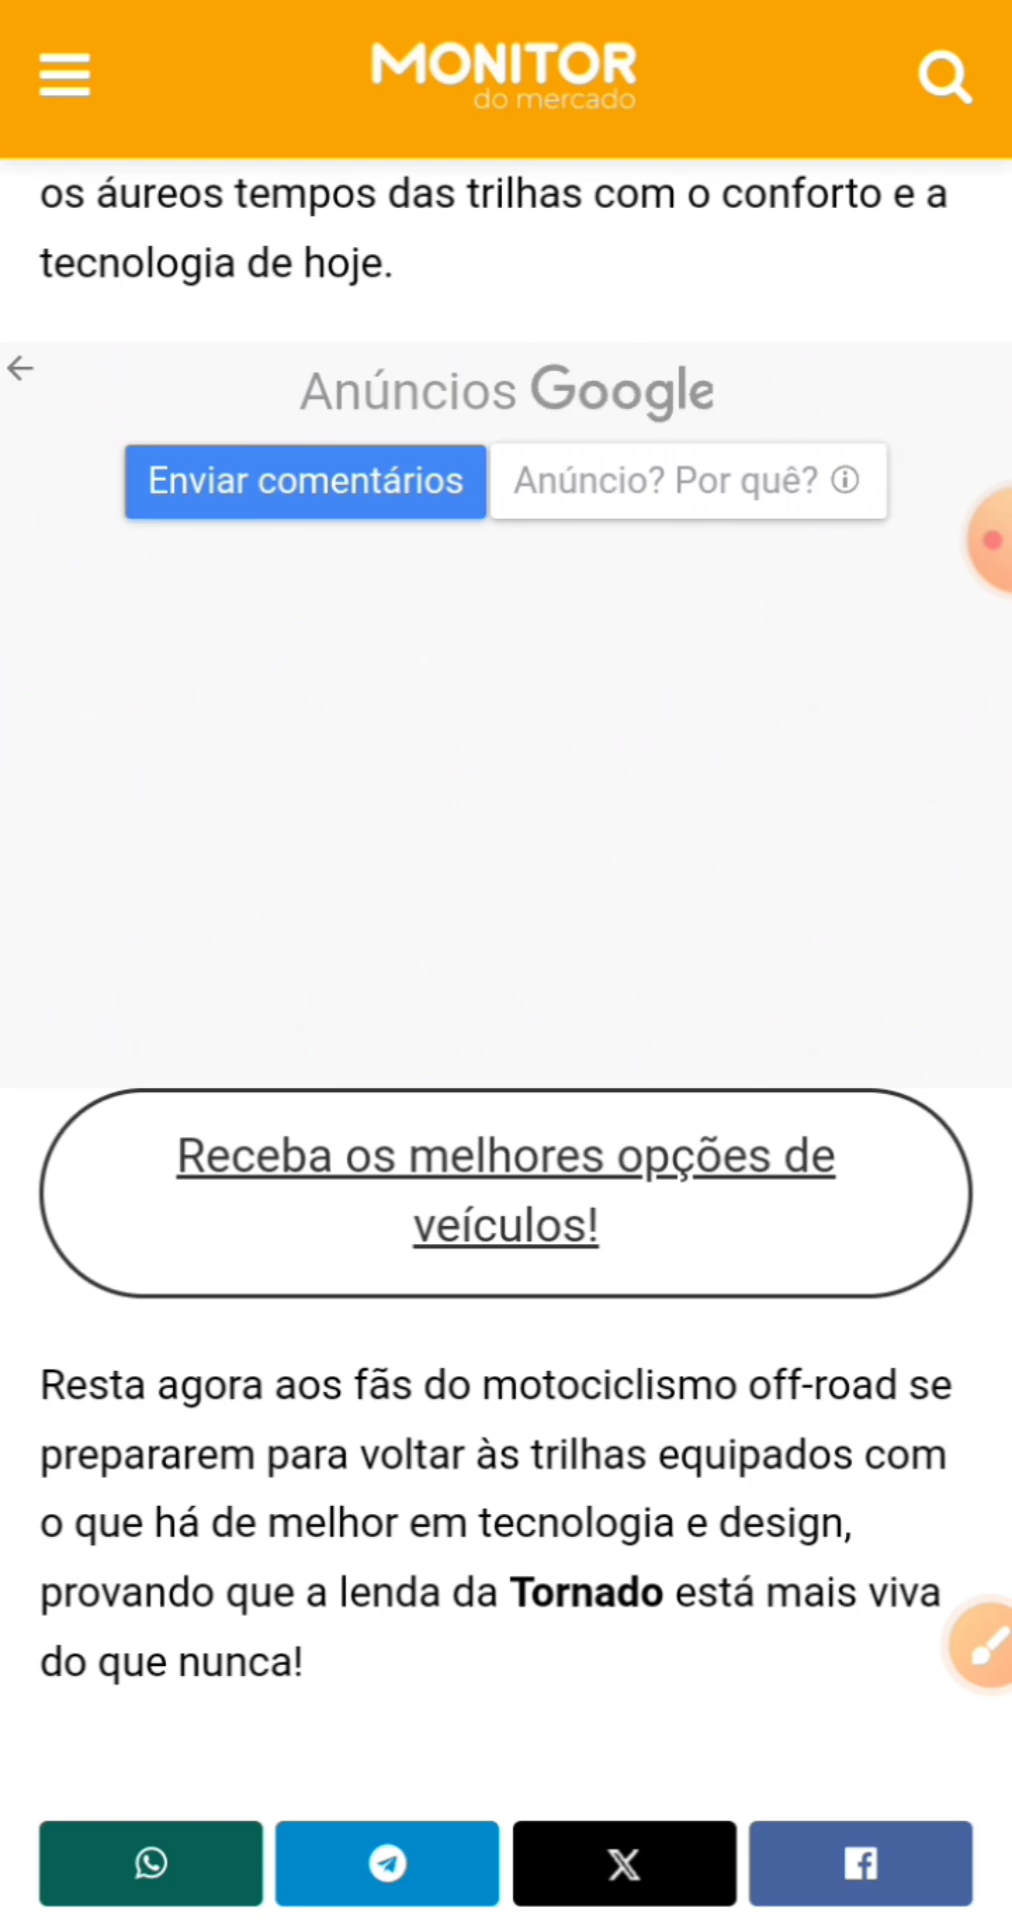 MONITOR
do mercado
os áureos tempos das trilhas com o conforto e a
tecnologia de hoje.
Anúncios Google
Enviar comentários
Anúncio? Por quê?
Receba os melhores opções de
veículos!
Resta agora aos fãs do motociclismo off-road se
prepararem para voltar às trilhas equipados com
o que há de melhor em tecnologia e design,
provando que a lenda da Tornado está mais viva
do que nunca!